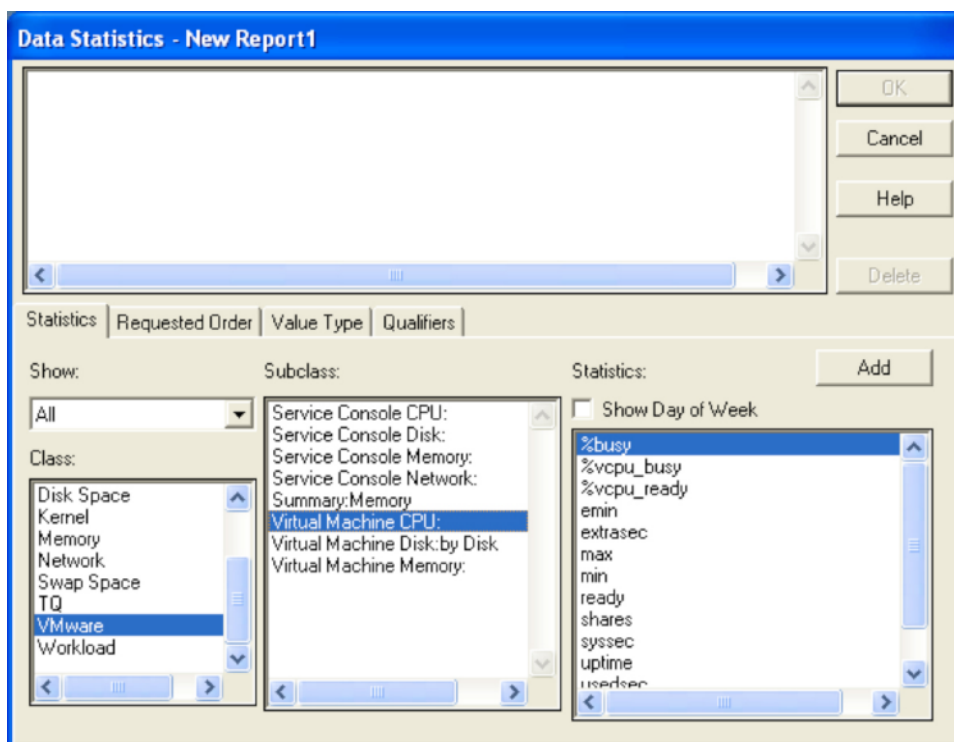 Data Statistics - New Report1
OK
Cancel
Help
Delete
Statistics
Requested Order
Value Type
Qualifiers
Show:
All
Class:
Disk Space
Kernel
Memory
Network
Swap Space
TQ
VMware
Workload
Subclass:
Service Console CPU:
Service Console Disk:
Service Console Memory:
Service Console Network:
Summary:Memory
Virtual Machine CPU:
Virtual Machine Disk:by Disk
Virtual Machine Memory:
Statistics:
Add
Show Day of Week
%busy
%vcpu_busy
%vcpu_ready
emin
extrasec
max
min
ready
shares
syssec
uptime
usedsec